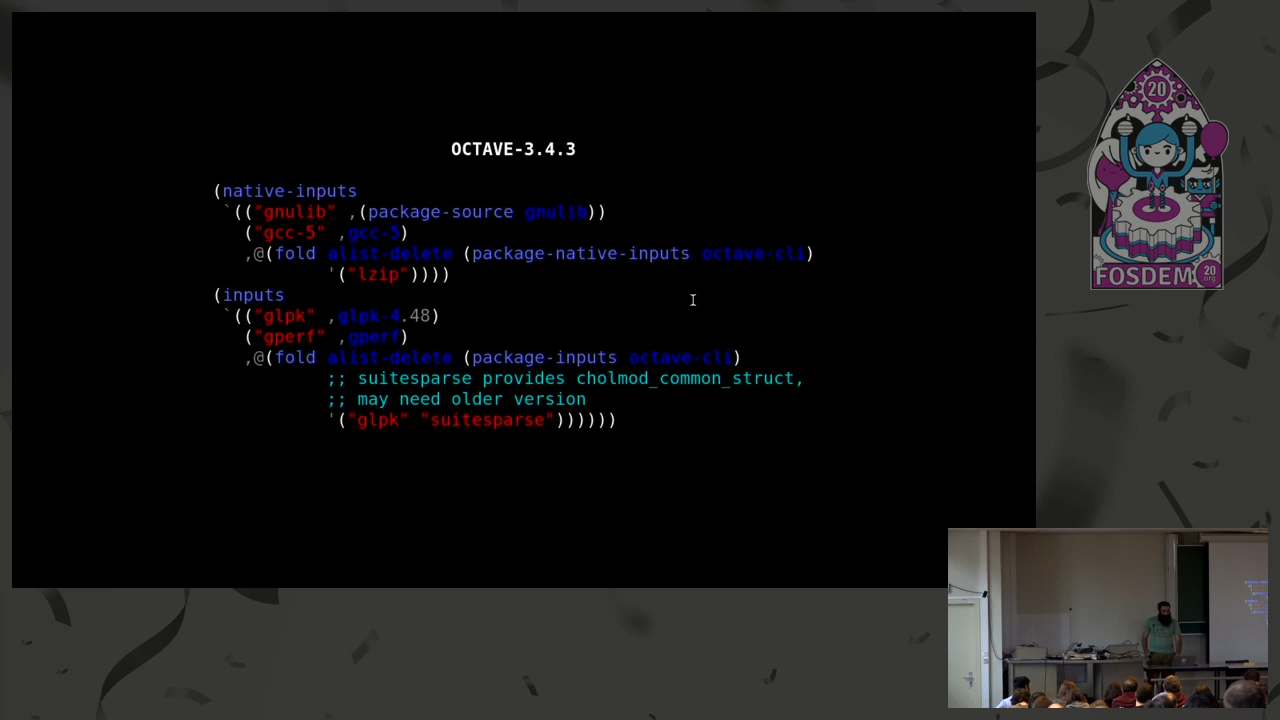 OCTAVE-3.4.3
(native-inputs
 `(("gnulib" ,(package-source gnulib))
   ("gcc-5" ,gcc-5)
   ,@(fold alist-delete (package-native-inputs octave-cli)
           '("lzip"))))
(inputs
 `(("glpk" ,glpk-4.48)
   ("gperf" ,gperf)
   ,@(fold alist-delete (package-inputs octave-cli)
           ;; suitesparse provides cholmod_common_struct,
           ;; may need older version
           '("glpk" "suitesparse"))))))
20
FOSDEM
20
.org